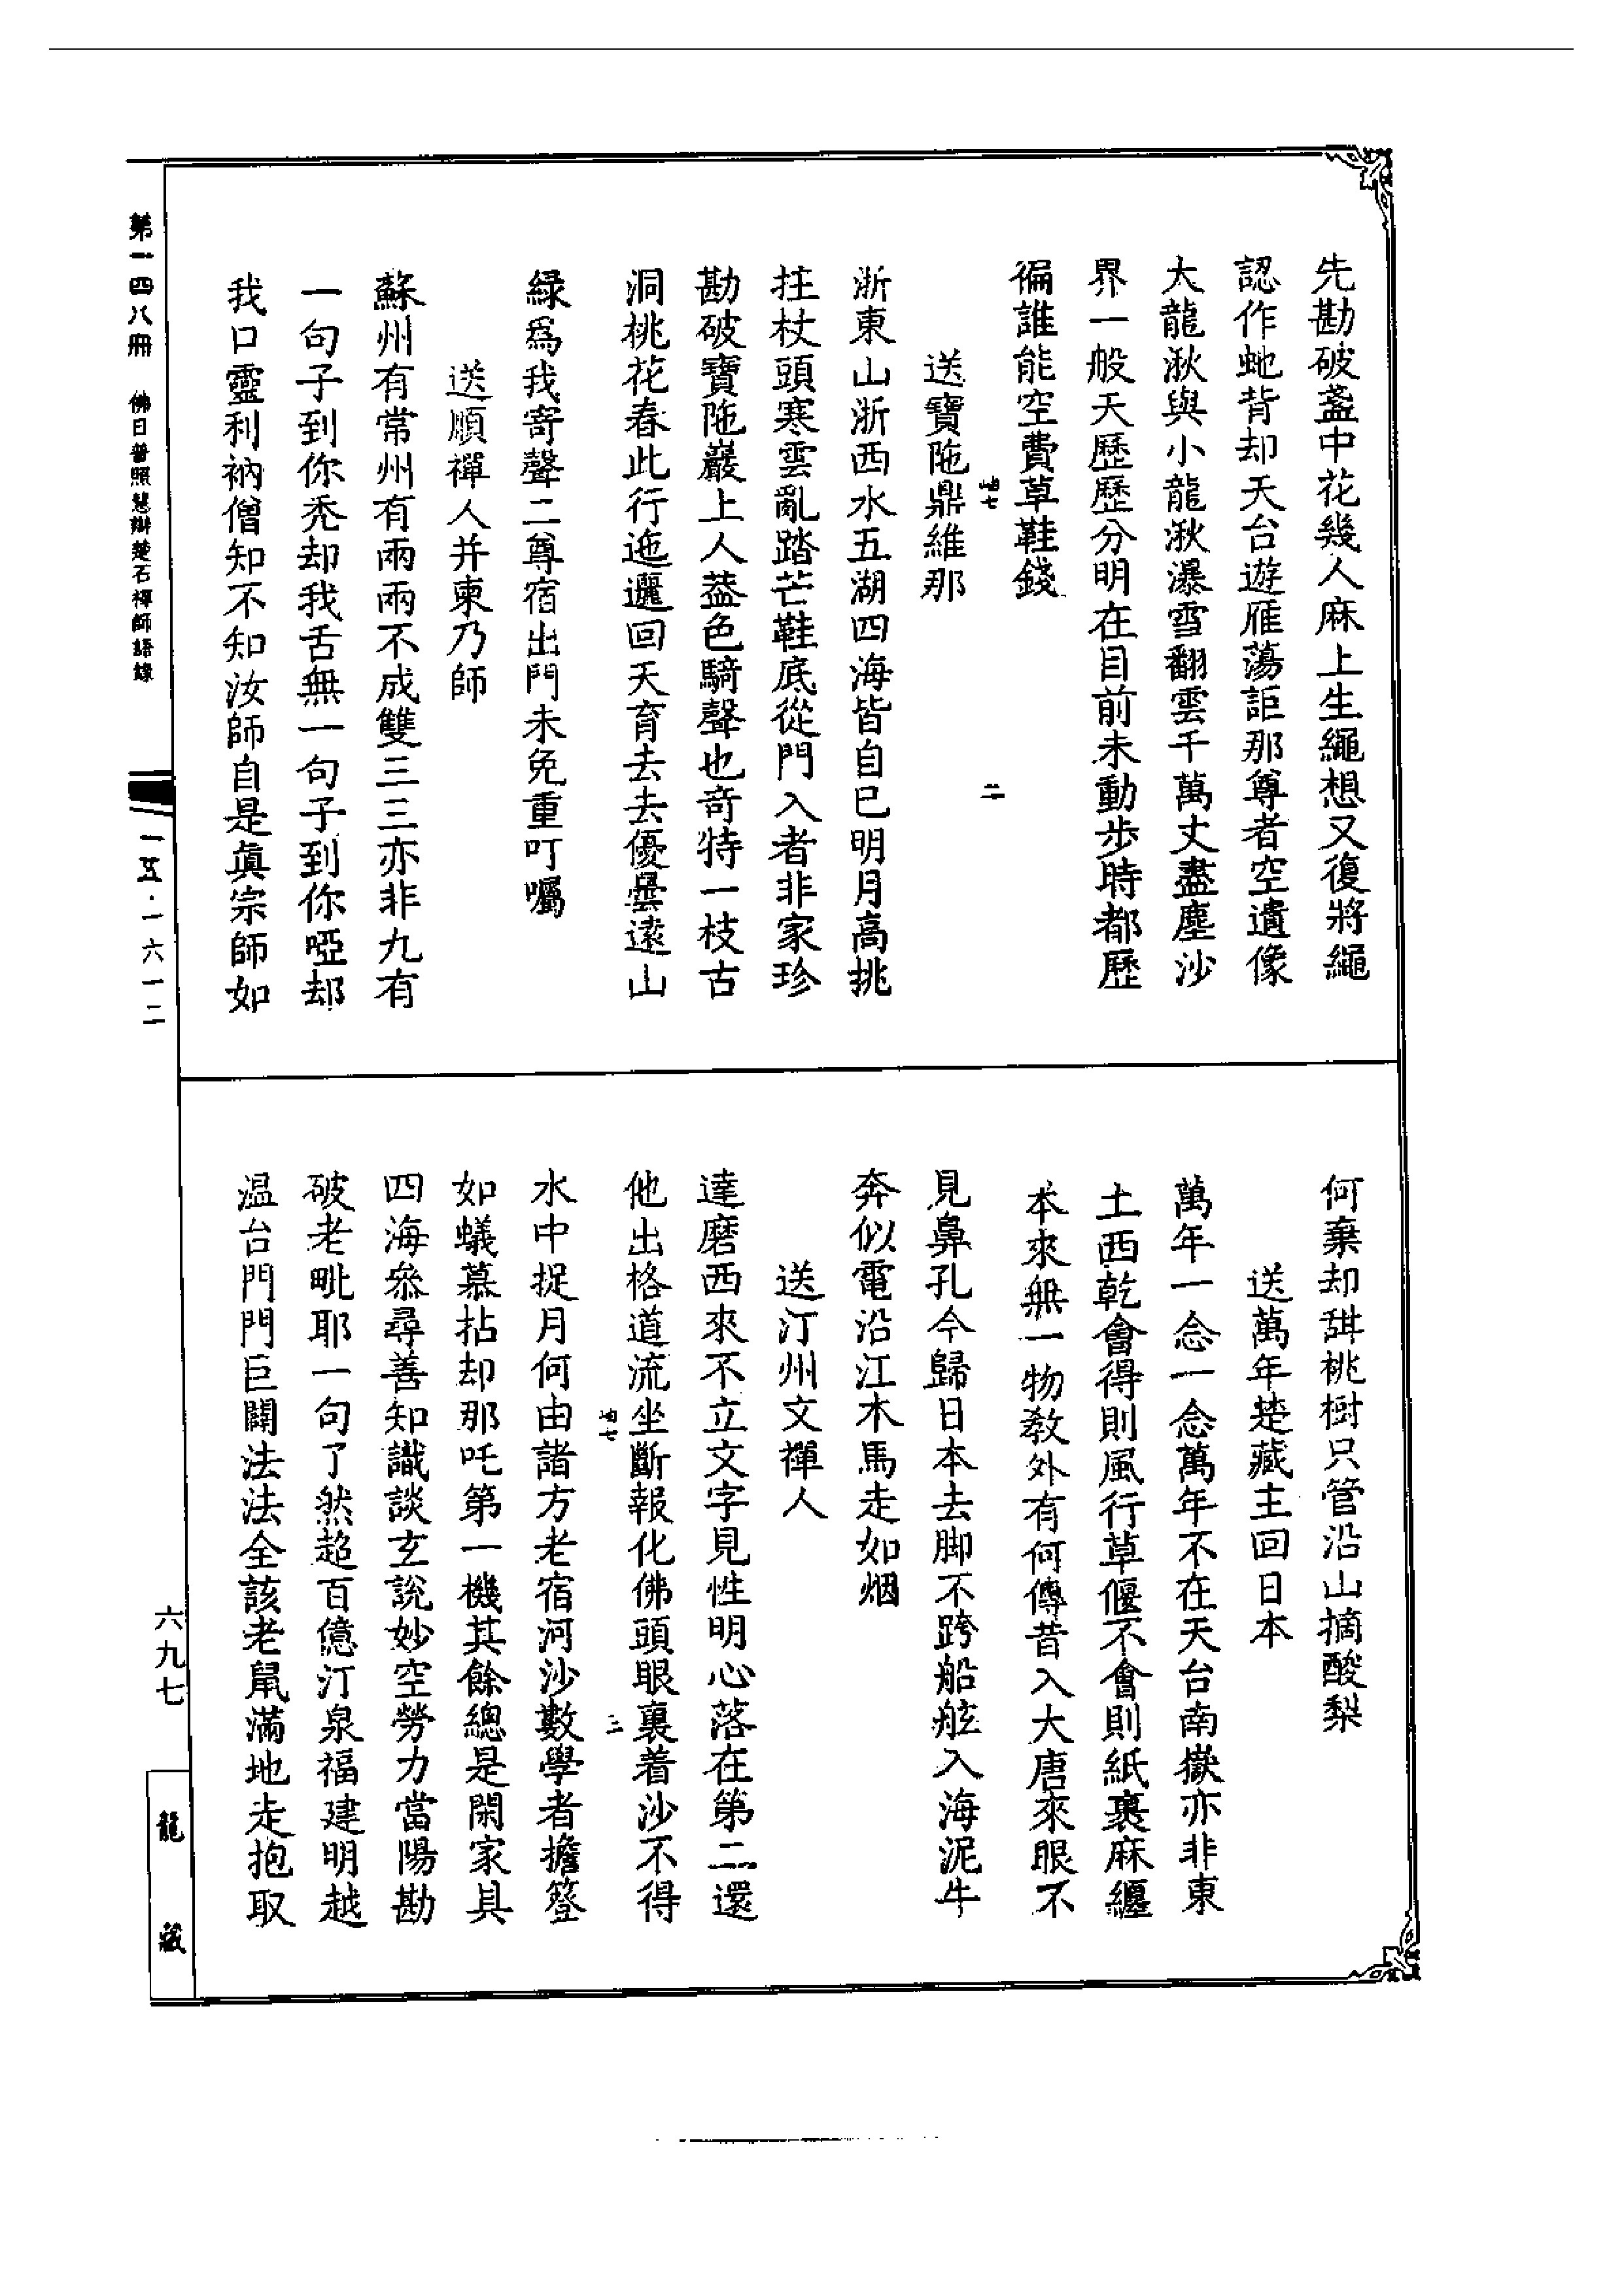 先勘破盞中花幾人麻上生繩想又復將繩
認作虵背却天台遊雁蕩詎那尊者空遺像
大龍湫與小龍湫瀑雪翻雲千萬丈盡塵沙
界一般天歷歷分明在目前未動步時都歷
徧誰能空費草鞋錢
岫七
二
送寶陁鼎維那
浙東山浙西水五湖四海皆自己明月高挑
拄杖頭寒雲亂踏芒鞋底從門入者非家珍
勘破寶陁巖上人葢色騎聲也奇特一枝古
洞桃花春此行迤邐回天育去去優曇遠山
綠爲我寄聲二尊宿出門未免重叮囑
送順禪人并柬乃師
蘇州有常州有兩兩不成雙三三亦非九有
一句子到你禿却我舌無一句子到你啞却
我口靈利衲僧知不知汝師自是眞宗師如
何棄却甜桃樹只管沿山摘酸梨
送萬年楚藏主回日本
萬年一念一念萬年不在天台南嶽亦非東
土西乾會得則風行草偃不會則紙裹麻纏
本來無一物敎外有何傳昔入大唐來眼不
見鼻孔今歸日本去脚不跨船舷入海泥牛
奔似電沿江木馬走如烟
送汀州文禪人
達磨西來不立文字見性明心落在第二還
他出格道流坐斷報化佛頭眼裏着沙不得
岫七
三
水中捉月何由諸方老宿河沙數學者擔簦
如蟻慕拈却那吒第一機其餘總是閑家具
四海叅尋善知識談玄說妙空勞力當陽勘
破老毗耶一句了然超百億汀泉福建明越
温台門門巨闢法法全該老鼠滿地走抱取
第一四八冊 佛日普照慧辯楚石禪師語錄
一五·一六一二
六九七
龍藏